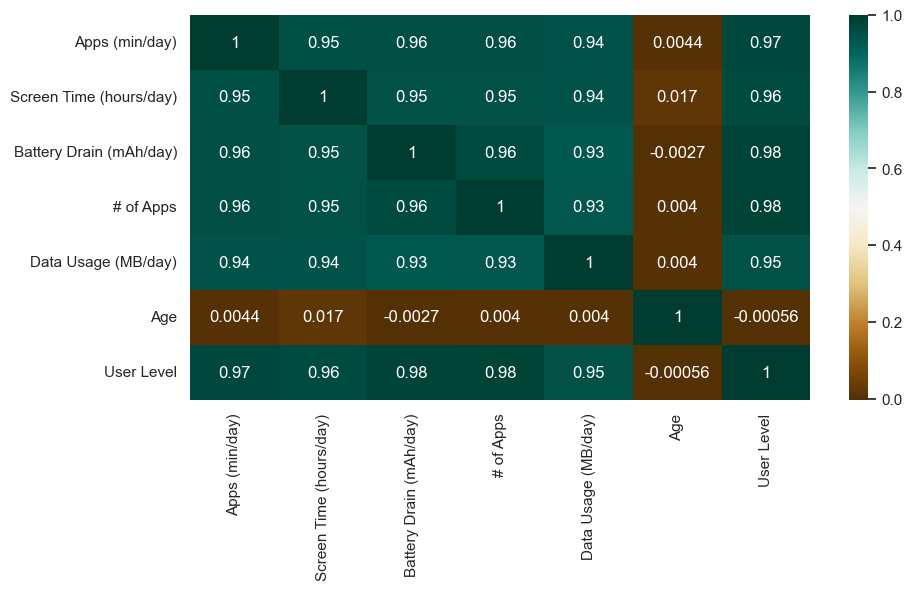 Apps (min/day) 1 0.95 0.96 0.96 0.94 0.0044 0.97
Screen Time (hours/day) 0.95 1 0.95 0.95 0.94 0.017 0.96
Battery Drain (mAh/day) 0.96 0.95 1 0.96 0.93 -0.0027 0.98
# of Apps 0.96 0.95 0.96 1 0.93 0.004 0.98
Data Usage (MB/day) 0.94 0.94 0.93 0.93 1 0.004 0.95
Age 0.0044 0.017 -0.0027 0.004 0.004 1 -0.00056
User Level 0.97 0.96 0.98 0.98 0.95 -0.00056 1
Apps (min/day)
Screen Time (hours/day)
Battery Drain (mAh/day)
# of Apps
Data Usage (MB/day)
Age
User Level
1.0
0.8
0.6
0.4
0.2
0.0